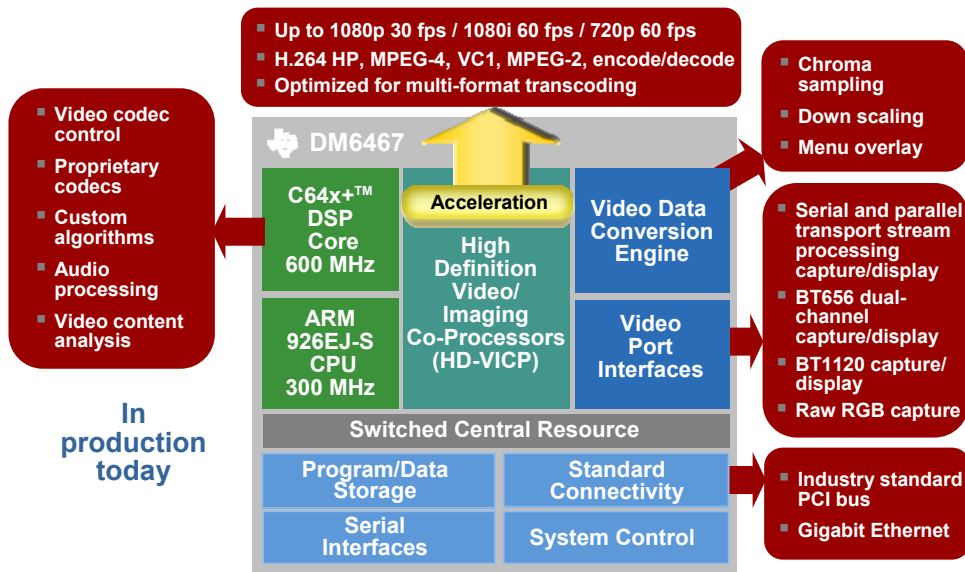 Up to 1080p 30 fps / 1080i 60 fps / 720p 60 fps
H.264 HP, MPEG-4, VC1, MPEG-2, encode/decode
Optimized for multi-format transcoding
Video codec
control
Proprietary
codecs
Custom
algorithms
Audio
processing
Video content
analysis
In
production
today
DM6467
C64x+™
DSP
Core
600 MHz
ARM
926EJ-S
CPU
300 MHz
Acceleration
High
Definition
Video/
Imaging
Co-Processors
(HD-VICP)
Video Data
Conversion
Engine
Video
Port
Interfaces
Switched Central Resource
Program/Data
Storage
Standard
Connectivity
Serial
Interfaces
System Control
Chroma
sampling
Down scaling
Menu overlay
Serial and parallel
transport stream
processing
capture/display
BT656 dual-
channel
capture/display
BT1120 capture/
display
Raw RGB capture
Industry standard
PCI bus
Gigabit Ethernet